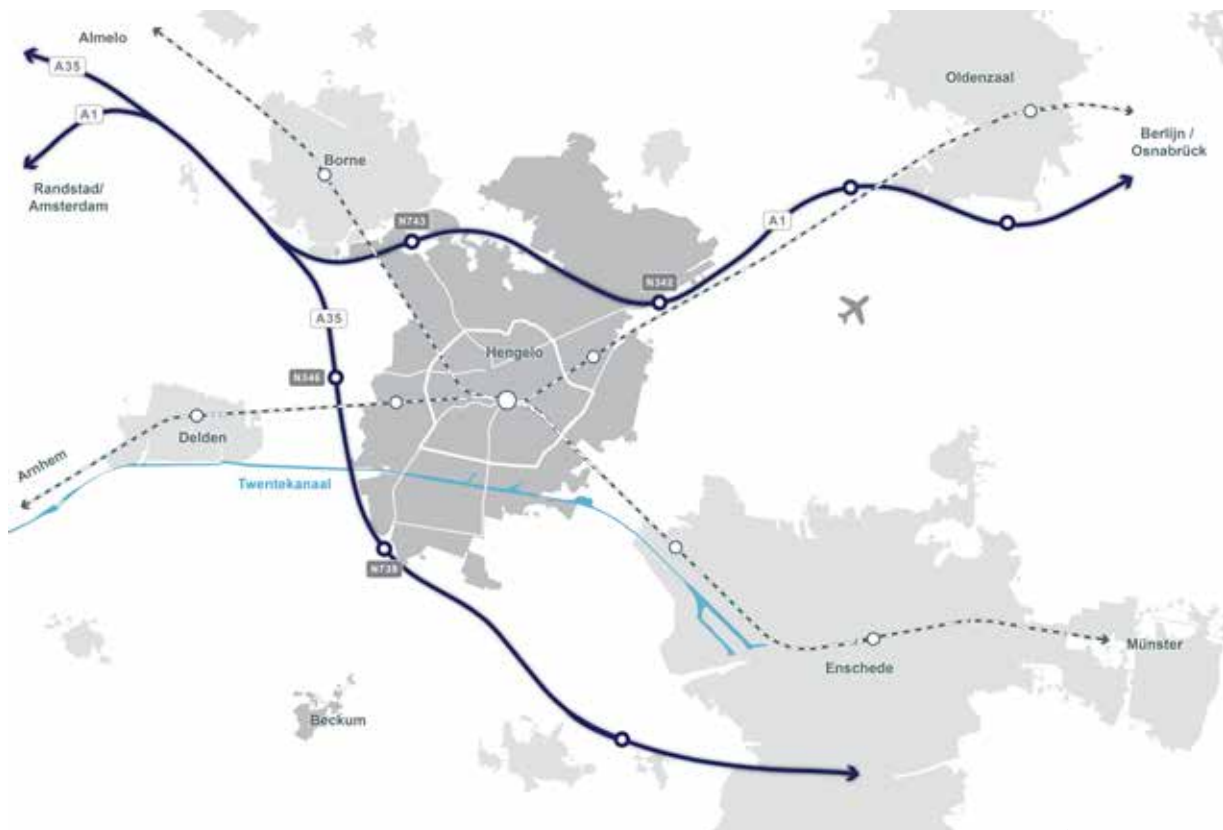 Almelo
A35
A1
Oldenzaal
Berlijn /
Osnabrück
Borne
Randstad/
Amsterdam
N743
A1
N342
A35
Hengelo
N346
Delden
Arnhem
Twentekanaal
N739
Enschede
Münster
Beckum